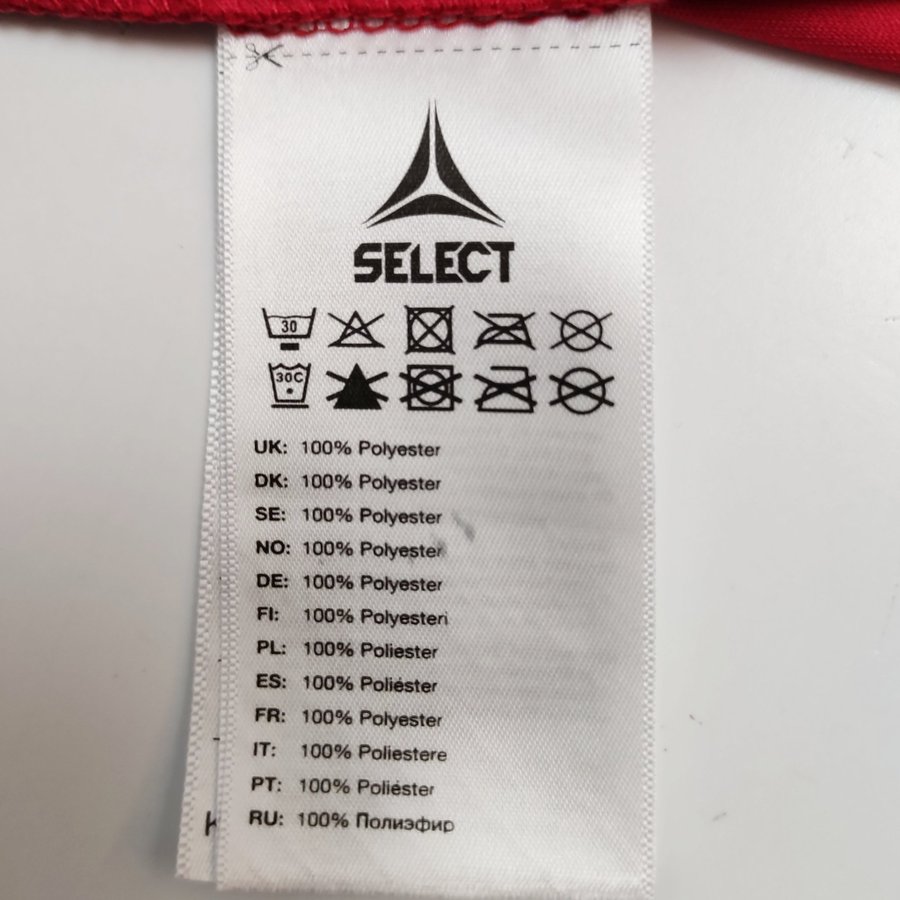 SELECT
30
30C
UK: 100% Polyester
DK: 100% Polyester
SE: 100% Polyester
NO: 100% Polyester
DE: 100% Polyester
FI: 100% Polyesteri
PL: 100% Poliester
ES: 100% Poliéster
FR: 100% Polyester
IT: 100% Poliestere
PT: 100% Poliéster
RU: 100% Полиэфир